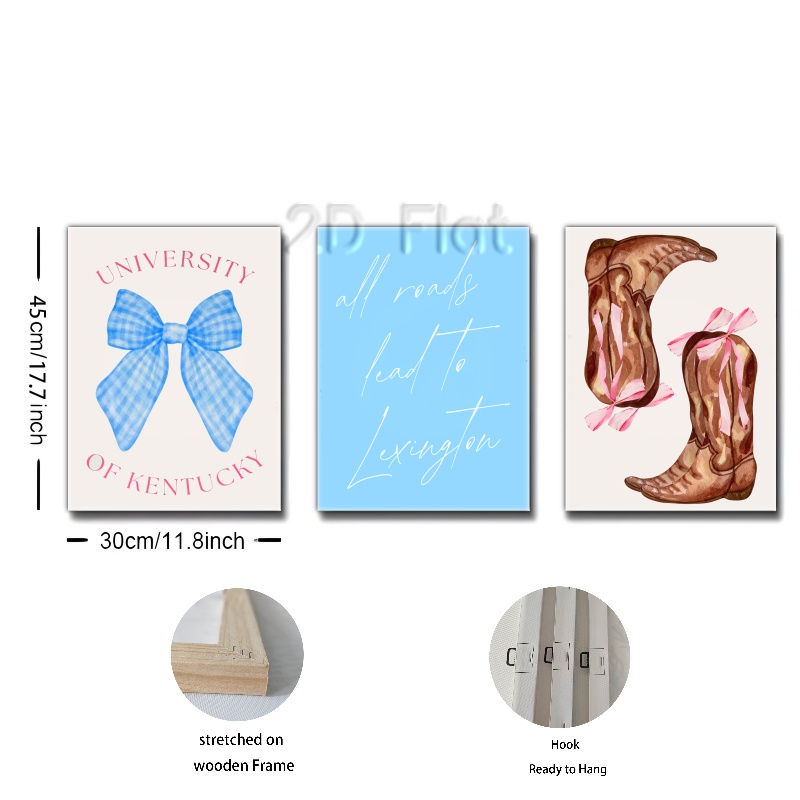 2D Flat
UNIVERSITY
OF KENTUCKY
all roads
lead to
Lexington
45cm/17.7inch
30cm/11.8inch
stretched on
wooden Frame
Hook
Ready to Hang